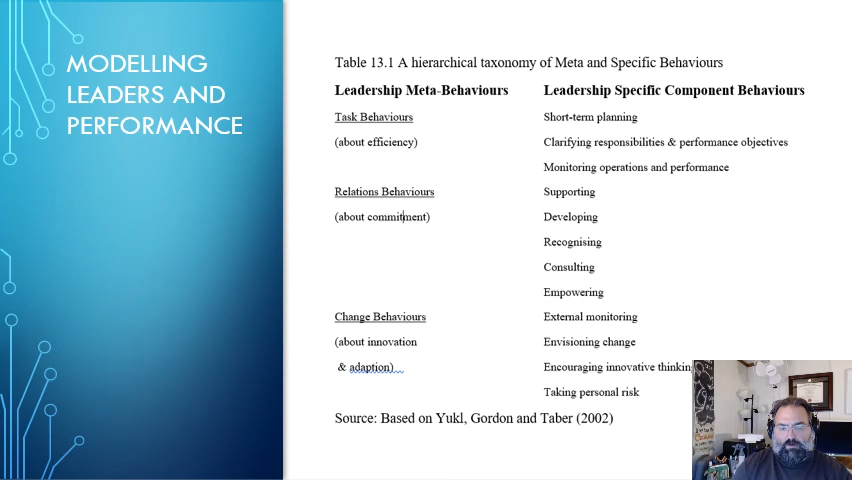 MODELLING
LEADERS AND
PERFORMANCE
Table 13.1 A hierarchical taxonomy of Meta and Specific Behaviours
Leadership Meta-Behaviours Leadership Specific Component Behaviours
Task Behaviours Short-term planning
(about efficiency) Clarifying responsibilities & performance objectives
Monitoring operations and performance
Relations Behaviours Supporting
(about commitment) Developing
Recognising
Consulting
Empowering
Change Behaviours External monitoring
(about innovation Envisioning change
& adaption) Encouraging innovative
Taking personal risk
Source: Based on Yukl, Gordon and Taber (2002)